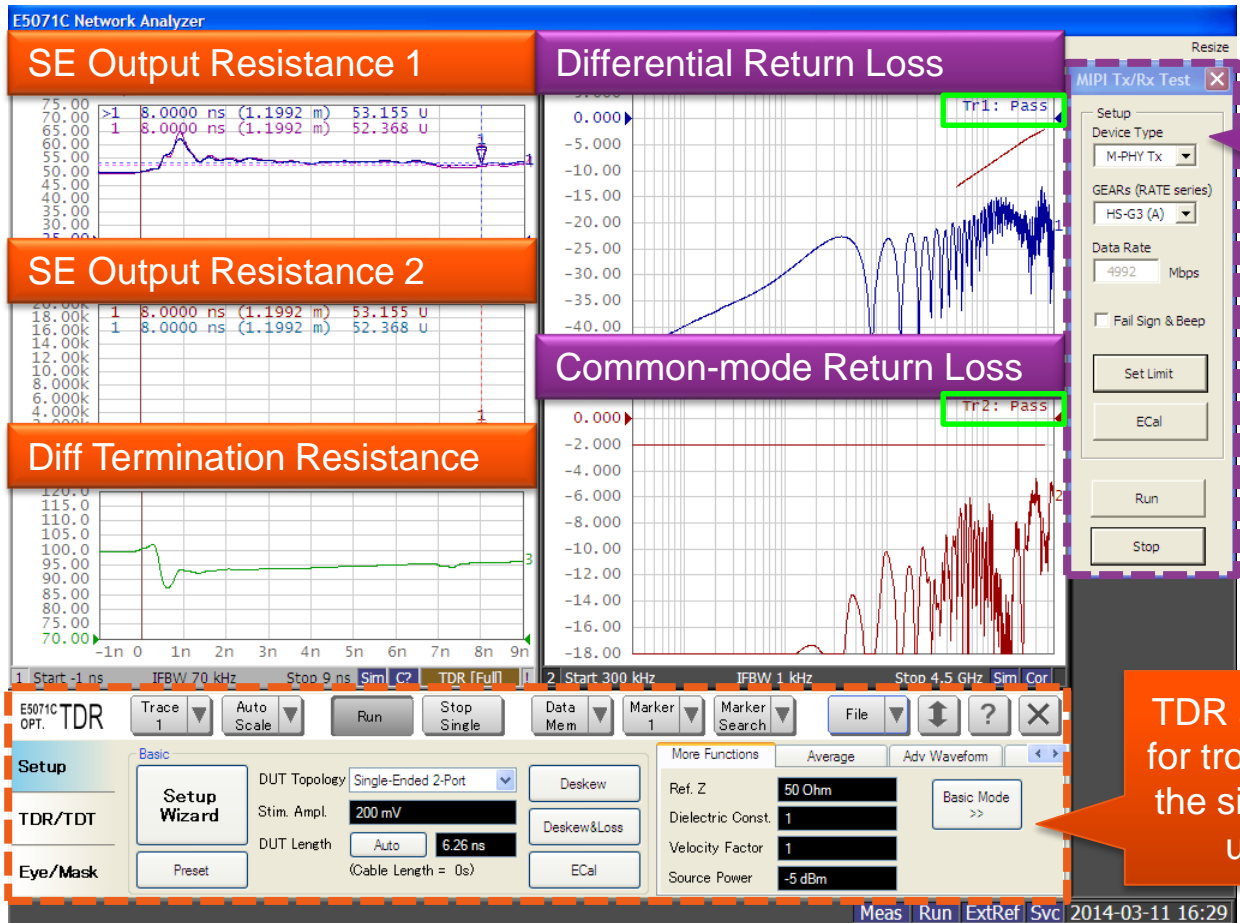 E5071C Network Analyzer
Resize
SE Output Resistance 1
75.00
70.00
65.00
60.00
55.00
50.00
45.00
40.00
35.00
30.00
>1 8.0000 ns (1.1992 m) 53.155 U
1 8.0000 ns (1.1992 m) 52.368 U
1
SE Output Resistance 2
18.00k
16.00k
14.00k
12.00k
10.00k
8.000k
6.000k
4.000k
1 8.0000 ns (1.1992 m) 53.155 U
1 8.0000 ns (1.1992 m) 52.368 U
1
Diff Termination Resistance
120.0
115.0
110.0
105.0
100.0
95.00
90.00
85.00
80.00
75.00
70.00
3
-1n 0 1n 2n 3n 4n 5n 6n 7n 8n 9n
1 Start -1 ns IFBW 70 kHz Stop 9 ns Sim C? TDR [Full] !
Differential Return Loss
Tr1: Pass
0.000
-5.000
-10.00
-15.00
-20.00
-25.00
-30.00
-35.00
-40.00
1
Common-mode Return Loss
Tr2: Pass
0.000
-2.000
-4.000
-6.000
-8.000
-10.00
-12.00
-14.00
-16.00
-18.00
2
2 Start 300 kHz IFBW 1 kHz Stop 4.5 GHz Sim Cor
MIPI Tx/Rx Test
Setup
Device Type
M-PHY Tx
GEARs (RATE series)
HS-G3 (A)
Data Rate
4992 Mbps
Fail Sign & Beep
Set Limit
ECal
Run
Stop
E5071C OPT. TDR
Trace 1
Auto Scale
Run
Stop Single
Data Mem
Marker 1
Marker Search
File
?
Setup
TDR/TDT
Eye/Mask
Basic
Setup Wizard
Preset
DUT Topology Single-Ended 2-Port
Stim. Ampl. 200 mV
DUT Length Auto 6.26 ns
(Cable Length = 0s)
Deskew
Deskew&Loss
ECal
More Functions
Average
Adv Waveform
Ref. Z 50 Ohm
Dielectric Const. 1
Velocity Factor 1
Source Power -5 dBm
Basic Mode >>
TDR
for tro
the si
u
Meas Run ExtRef Svc 2014-03-11 16:29